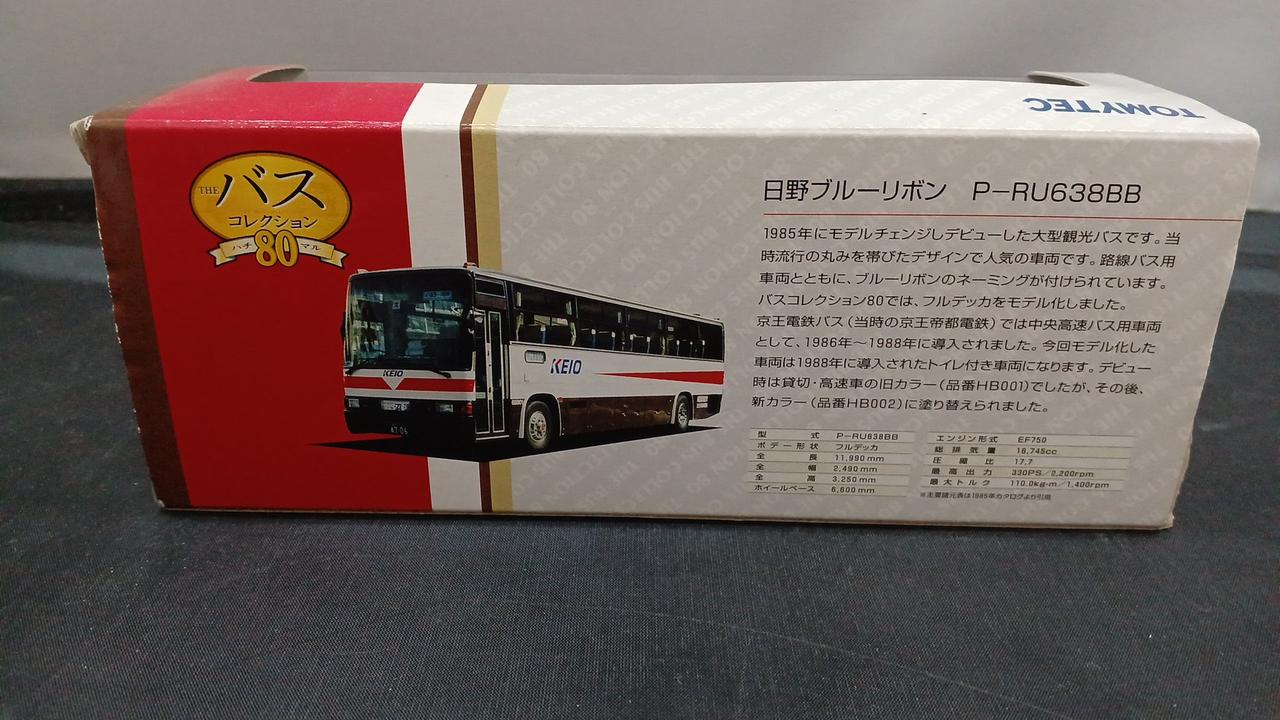 TOMYTEC
THE バス
コレクション
ハチ 80 マル
日野ブルーリボン P-RU638BB
1985年にモデルチェンジしデビューした大型観光バスです。当
時流行の丸みを帯びたデザインで人気の車両です。路線バス用
車両とともに、ブルーリボンのネーミングが付けられています。
バスコレクション80では、フルデッカをモデル化しました。
京王電鉄バス(当時の京王帝都電鉄)では中央高速バス用車両
として、1986年〜1988年に導入されました。今回モデル化した
車両は1988年に導入されたトイレ付き車両になります。デビュー
時は貸切・高速車の旧カラー(品番HB001)でしたが、その後、
新カラー(品番HB002)に塗り替えられました。
KEIO
KEIO
型式 P-RU638BB
ボデー形状 フルデッカ
全長 11,990mm
全幅 2,490mm
全高 3,250mm
ホイールベース 6,600mm
エンジン形式 EF750
総排気量 16,745cc
圧縮比 17.7
最高出力 330PS/2,200rpm
最大トルク 110.0kg-m/1,400rpm
※主要諸元表は1985年カタログより引用